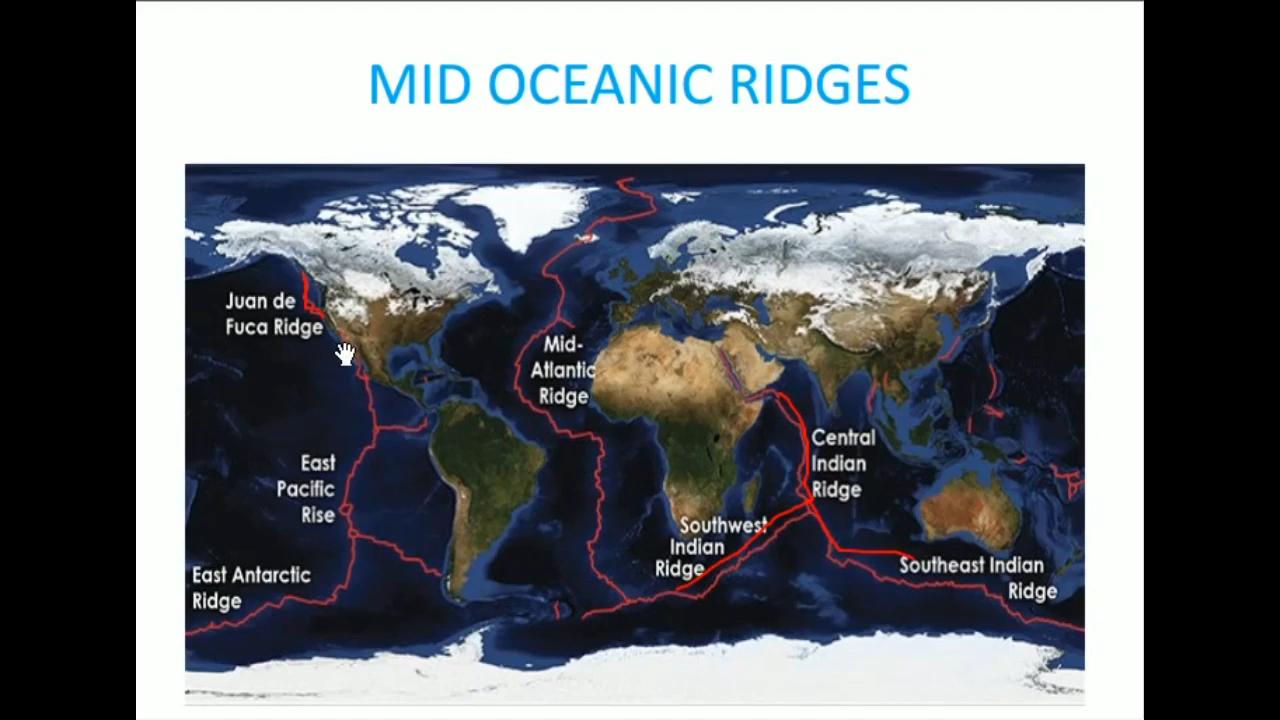 MID OCEANIC RIDGES
Juan de
Fuca Ridge
Mid-
Atlantic
Ridge
Central
Indian
Ridge
East
Pacific
Rise
Southwest
Indian
Ridge
East Antarctic
Ridge
Southeast Indian
Ridge